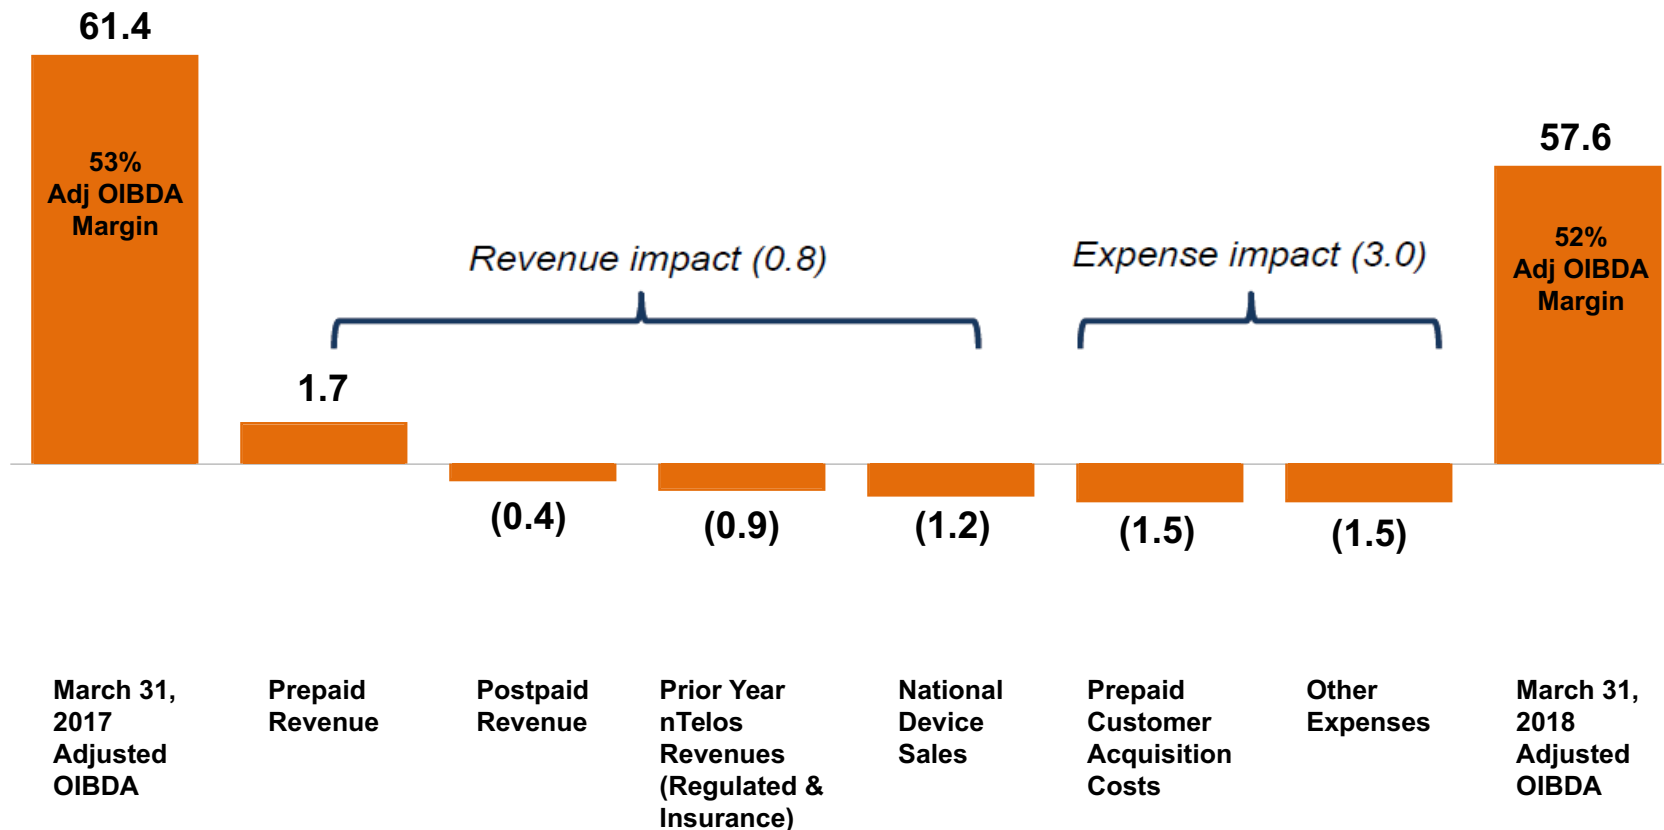 61.4
53%
Adj OIBDA
Margin
Revenue impact (0.8)
Expense impact (3.0)
57.6
52%
Adj OIBDA
Margin
1.7
(0.4)
(0.9)
(1.2)
(1.5)
(1.5)
March 31,
2017
Adjusted
OIBDA
Prepaid
Revenue
Postpaid
Revenue
Prior Year
nTelos
Revenues
(Regulated &
Insurance)
National
Device
Sales
Prepaid
Customer
Acquisition
Costs
Other
Expenses
March 31,
2018
Adjusted
OIBDA